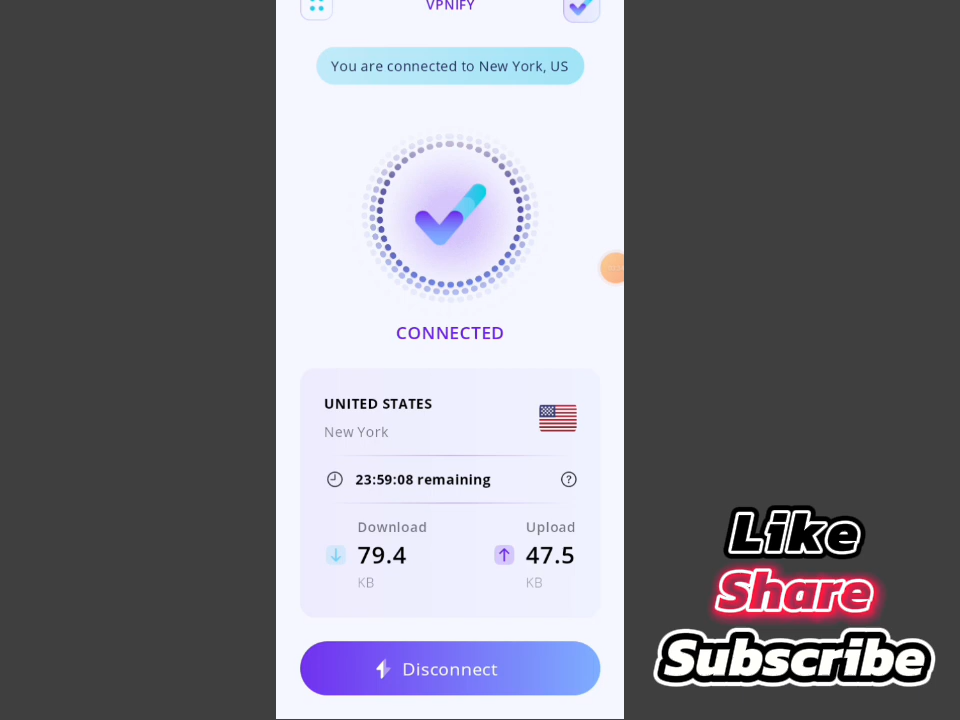 VPNIFY
You are connected to New York, US
CONNECTED
UNITED STATES
New York
23:59:08 remaining
?
Download
Upload
79.4
47.5
KB
KB
Disconnect
Like
Share
Subscribe